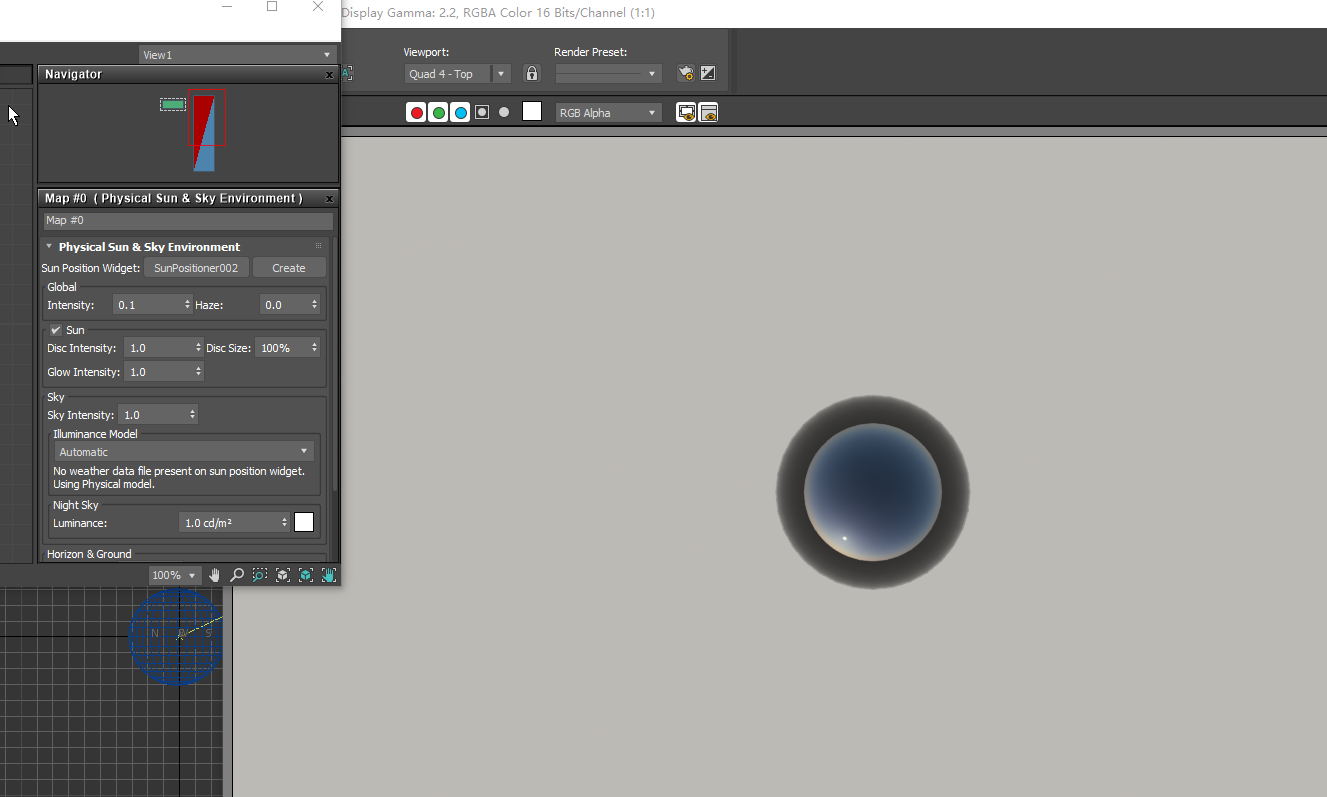 Display Gamma: 2.2, RGBA Color 16 Bits/Channel (1:1)
View1
Viewport:
Render Preset:
Navigator
Quad 4 - Top
RGB Alpha
Map #0 ( Physical Sun & Sky Environment )
Map #0
Physical Sun & Sky Environment
Sun Position Widget: SunPositioner002 Create
Global
Intensity: 0.1 Haze: 0.0
Sun
Disc Intensity: 1.0 Disc Size: 100%
Glow Intensity: 1.0
Sky
Sky Intensity: 1.0
Illuminance Model
Automatic
No weather data file present on sun position widget.
Using Physical model.
Night Sky
Luminance: 1.0 cd/m²
Horizon & Ground
100%
N S